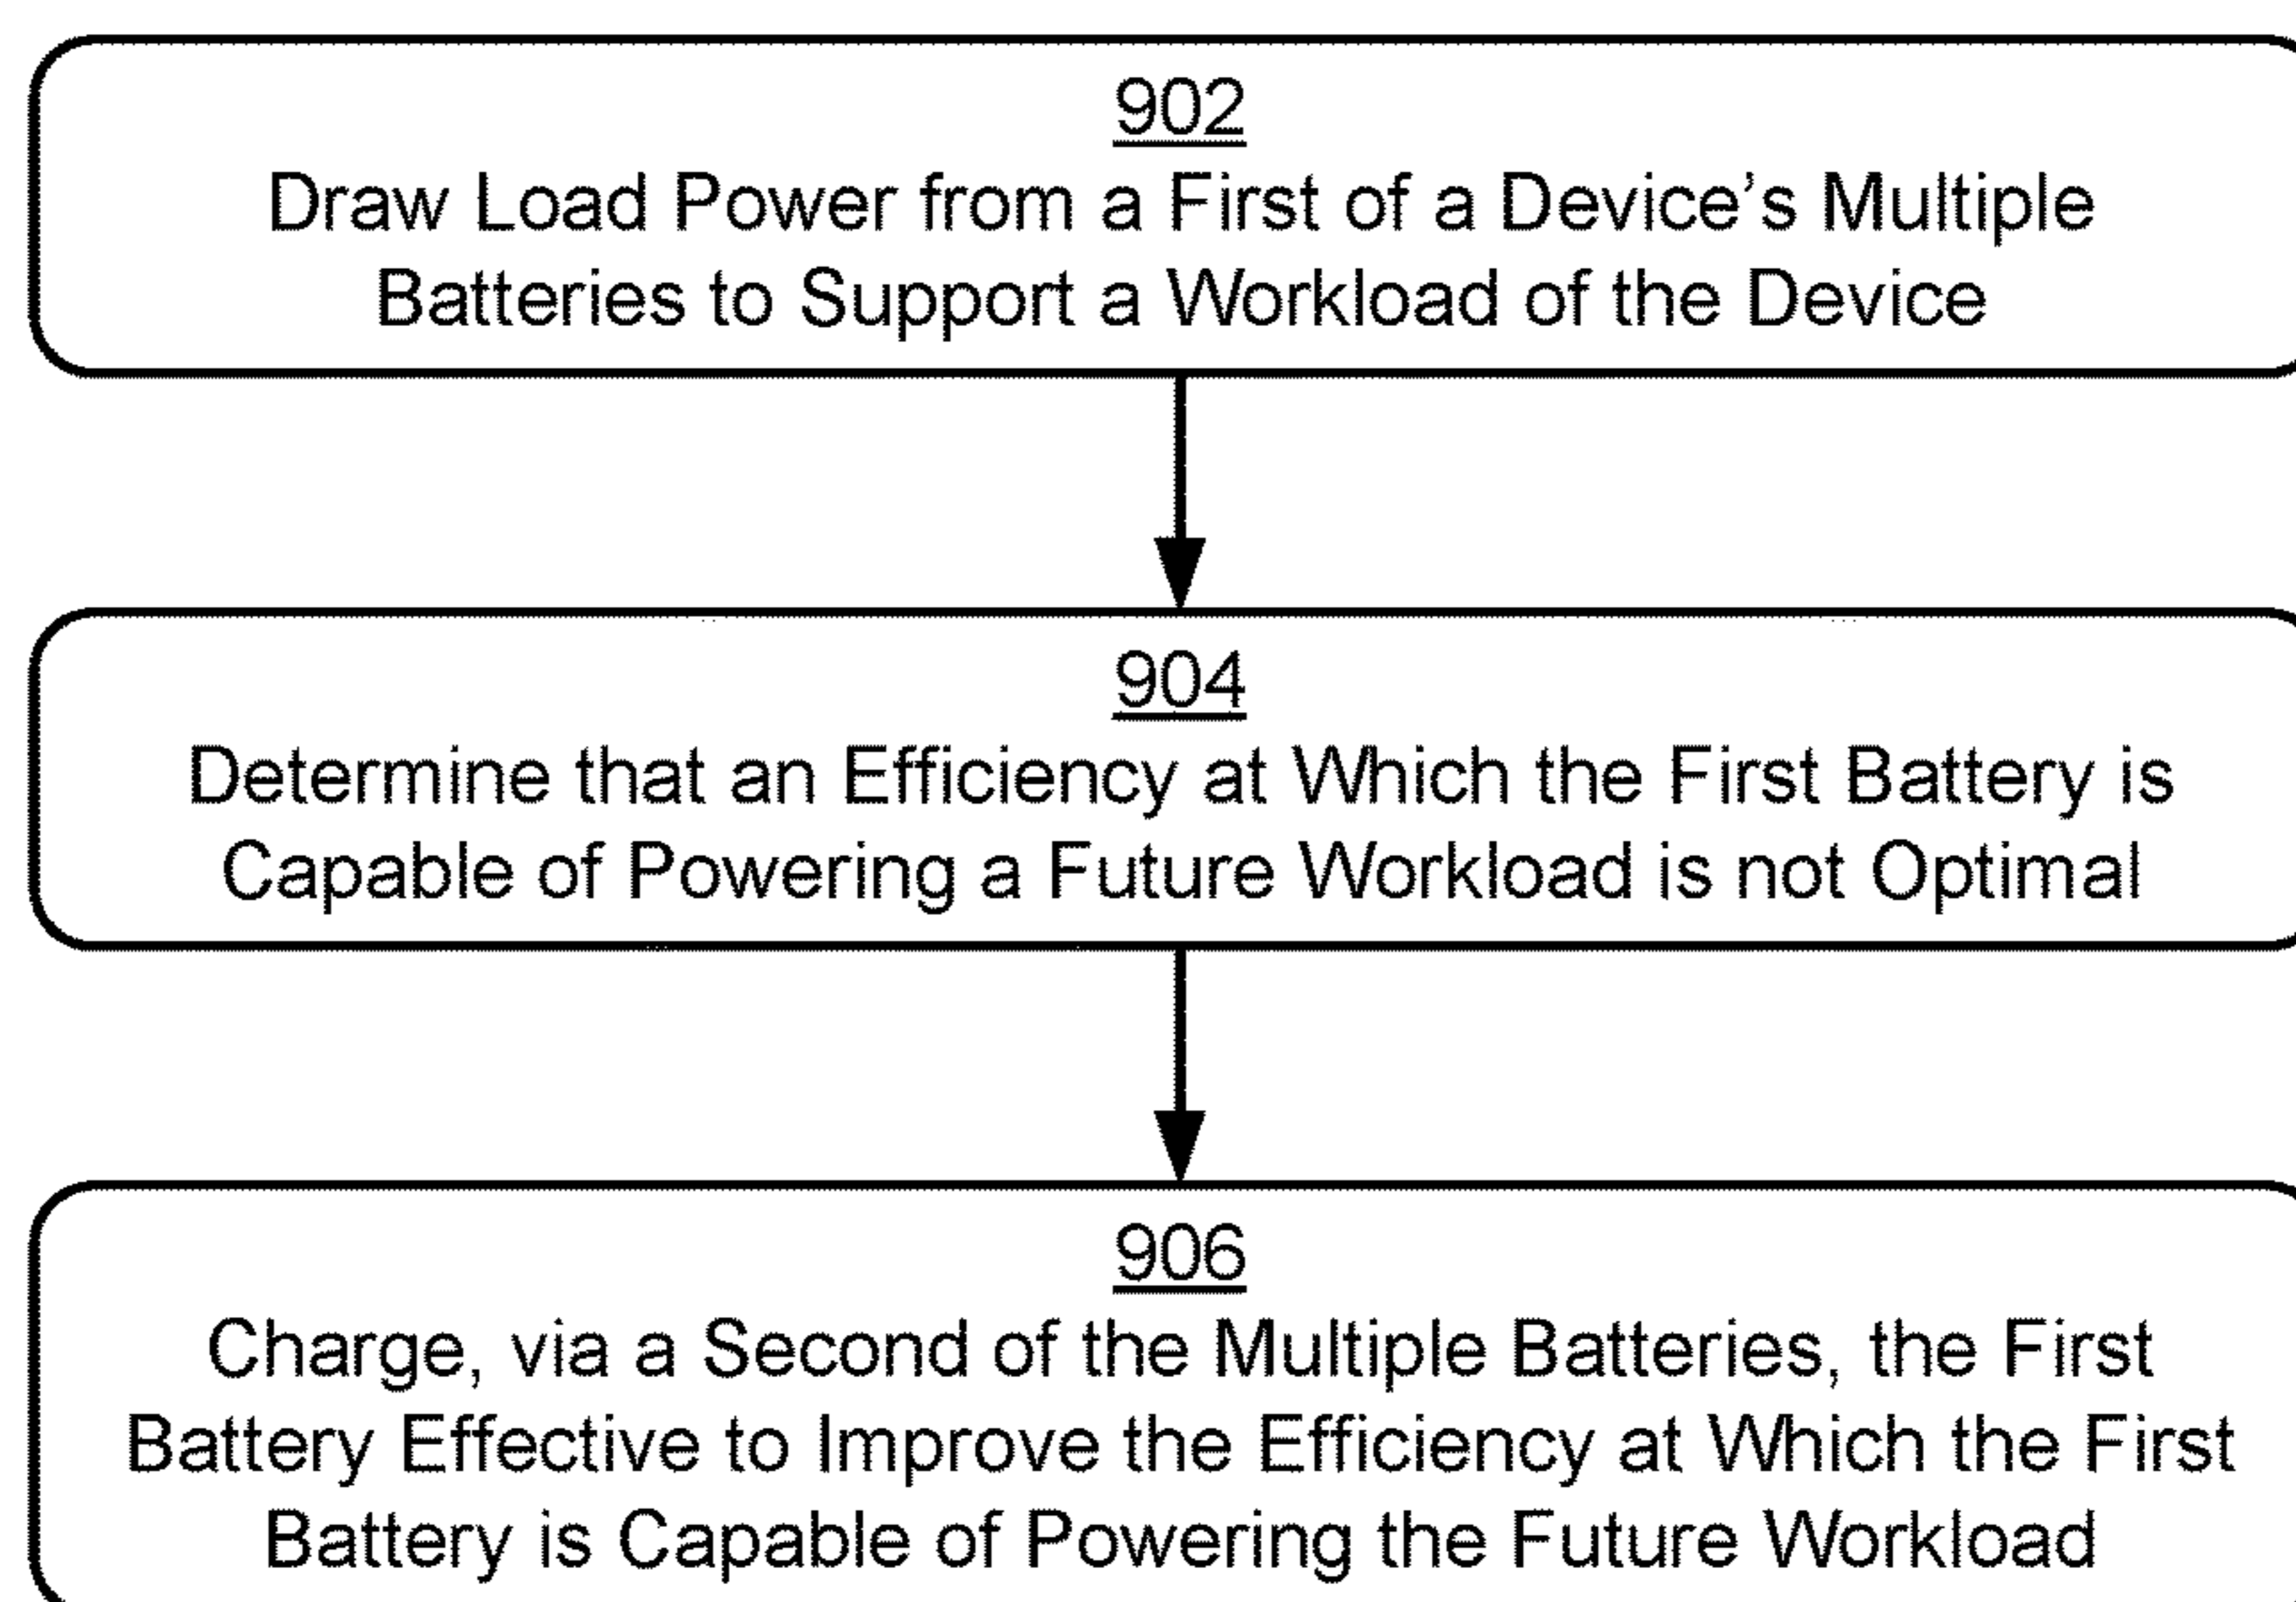 902
Draw Load Power from a First of a Device’s Multiple
Batteries to Support a Workload of the Device
904
Determine that an Efficiency at Which the First Battery is
Capable of Powering a Future Workload is not Optimal
906
Charge, via a Second of the Multiple Batteries, the First
Battery Effective to Improve the Efficiency at Which the First
Battery is Capable of Powering the Future Workload